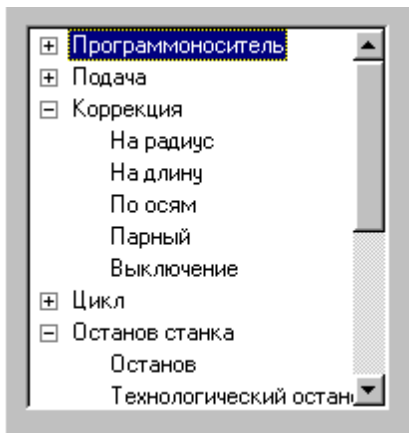 Программоноситель
Подача
Коррекция
На радиус
На длину
По осям
Парный
Выключение
Цикл
Останов станка
Останов
Технологический остан